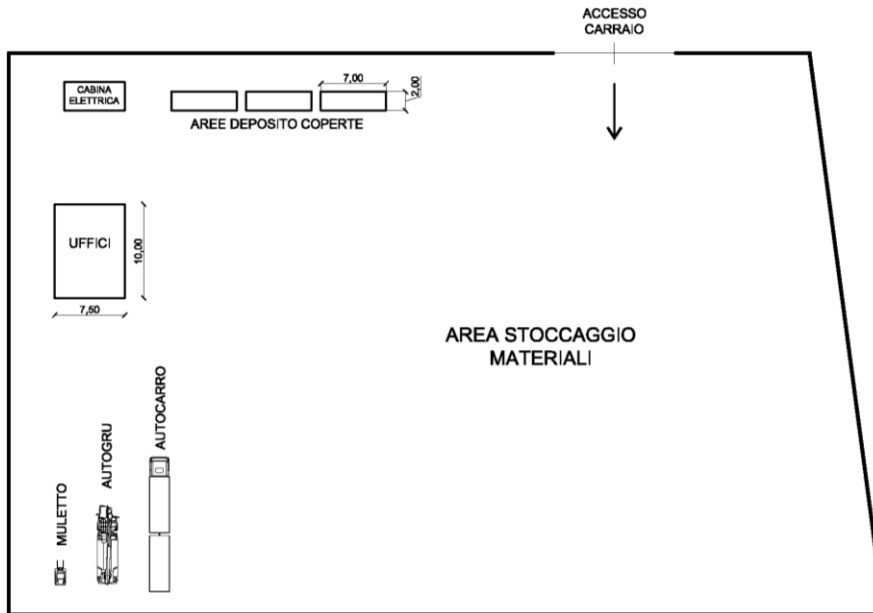 ACCESSO
CARRAIO
CABINA
ELETTRICA
7,00
2,00
AREE DEPOSITO COPERTE
UFFICI
10,00
7,50
AREA STOCCAGGIO
MATERIALI
MULETTO
AUTOGRU
AUTOCARRO